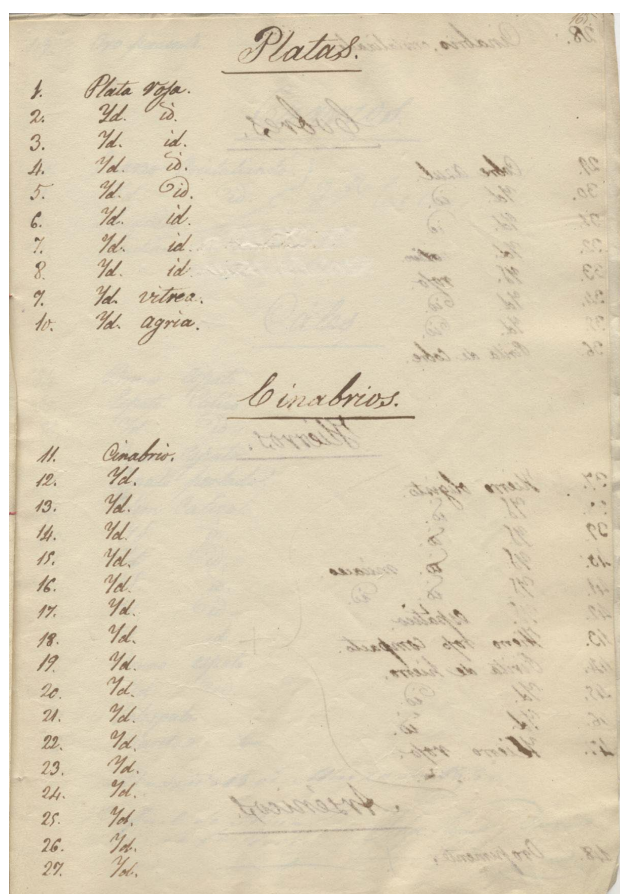 Platas.
1. Plata roja.
2. Yd. id.
3. Yd. id.
4. Yd. id.
5. Yd. id.
6. Yd. id.
7. Yd. id.
8. Yd. id.
9. Yd. vitrea.
10. Yd. agria.
Cinabrios.
11. Cinabrio.
12. Yd.
13. Yd.
14. Yd.
15. Yd.
16. Yd.
17. Yd.
18. Yd.
19. Yd.
20. Yd.
21. Yd.
22. Yd.
23. Yd.
24. Yd.
25. Yd.
26. Yd.
27. Yd.